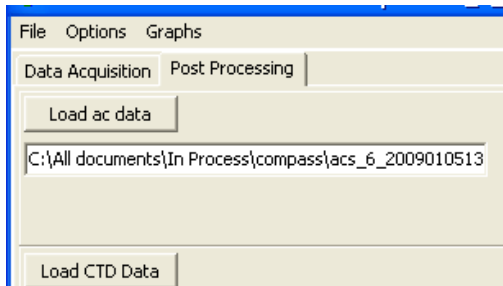 File Options Graphs
Data Acquisition Post Processing
Load ac data
C:\All documents\In Process\compass\acs_6_2009010513
Load CTD Data